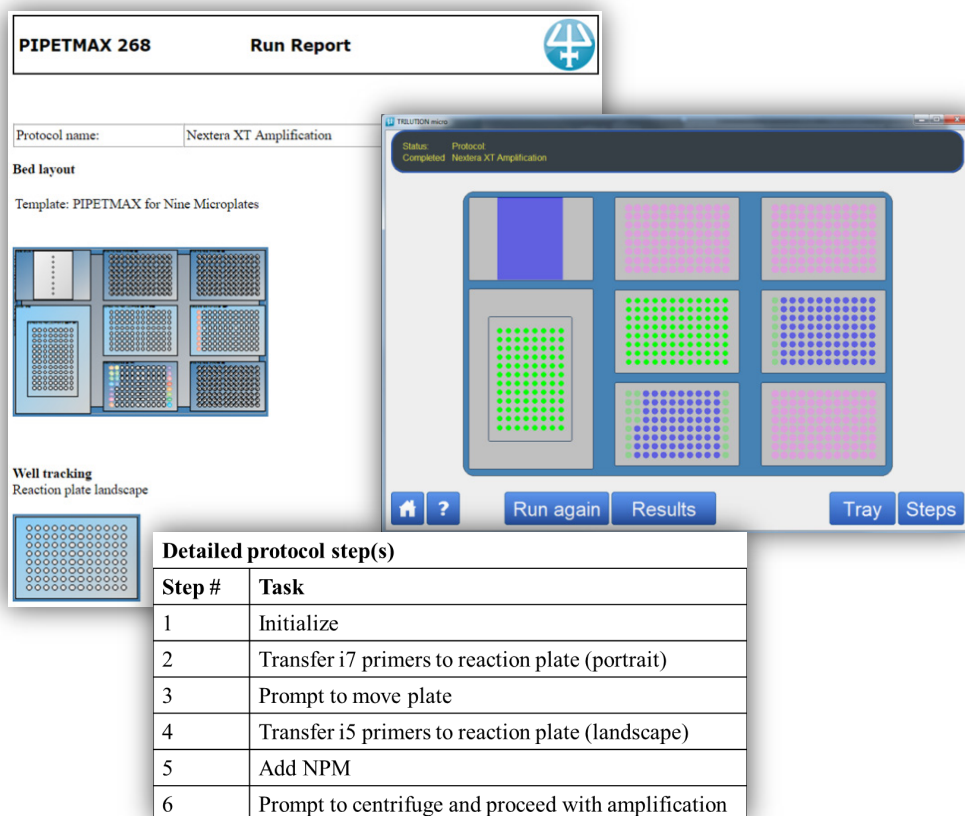 PIPETMAX 268 Run Report
Protocol name: Nextera XT Amplification
Bed layout
Template: PIPETMAX for Nine Microplates
Well tracking
Reaction plate landscape
TRILUTION micro
Status: Protocol:
Completed Nextera XT Amplification
?
Run again
Results
Tray
Steps
Detailed protocol step(s)
Step # Task
1 Initialize
2 Transfer i7 primers to reaction plate (portrait)
3 Prompt to move plate
4 Transfer i5 primers to reaction plate (landscape)
5 Add NPM
6 Prompt to centrifuge and proceed with amplification